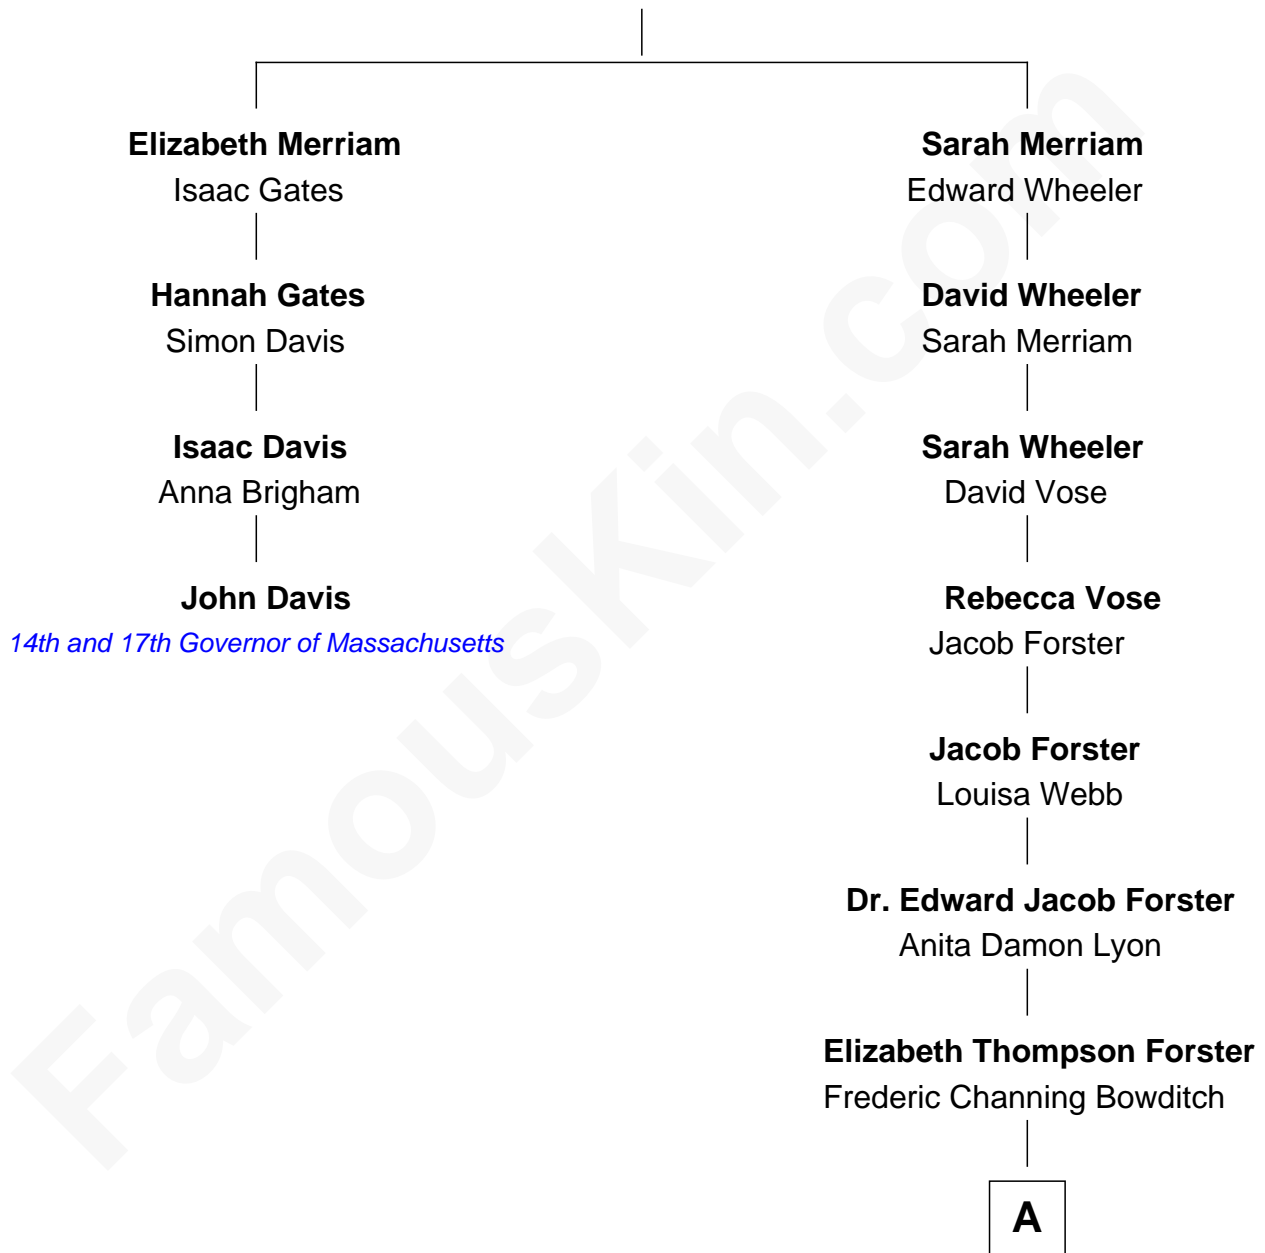 Elizabeth Merriam
Isaac Gates
Hannah Gates
Simon Davis
Isaac Davis
Anna Brigham
John Davis
14th and 17th Governor of Massachusetts
Sarah Merriam
Edward Wheeler
David Wheeler
Sarah Merriam
Sarah Wheeler
David Vose
Rebecca Vose
Jacob Forster
Jacob Forster
Louisa Webb
Dr. Edward Jacob Forster
Anita Damon Lyon
Elizabeth Thompson Forster
Frederic Channing Bowditch
A
FamousKin.com